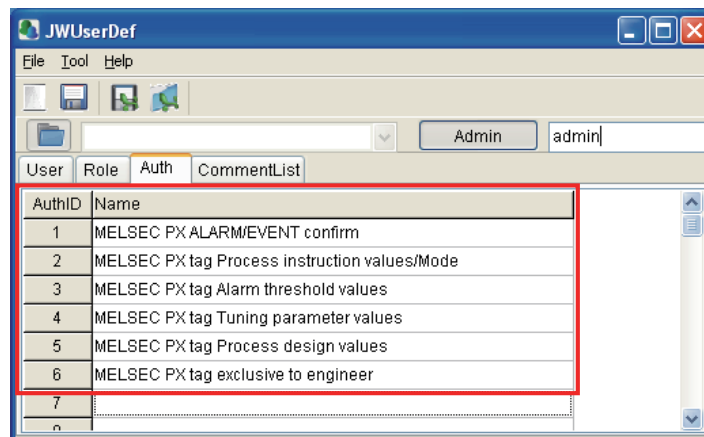 JWUserDef
File Tool Help
Admin admin
User Role Auth CommentList
AuthID Name
1 MELSEC PX ALARM/EVENT confirm
2 MELSEC PX tag Process instruction values/Mode
3 MELSEC PX tag Alarm threshold values
4 MELSEC PX tag Tuning parameter values
5 MELSEC PX tag Process design values
6 MELSEC PX tag exclusive to engineer
7